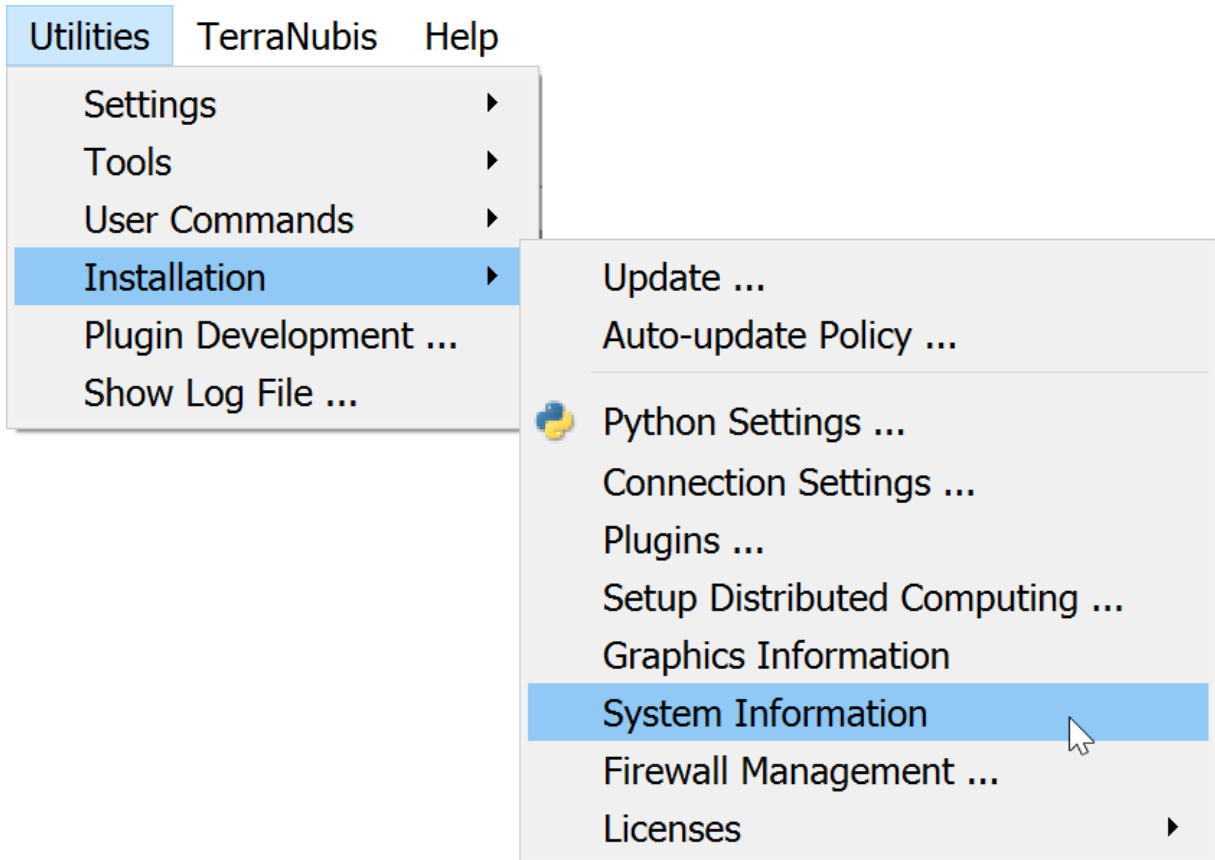 Utilities TerraNubis Help
Settings
Tools
User Commands
Installation
Plugin Development ...
Show Log File ...
Update ...
Auto-update Policy ...
Python Settings ...
Connection Settings ...
Plugins ...
Setup Distributed Computing ...
Graphics Information
System Information
Firewall Management ...
Licenses